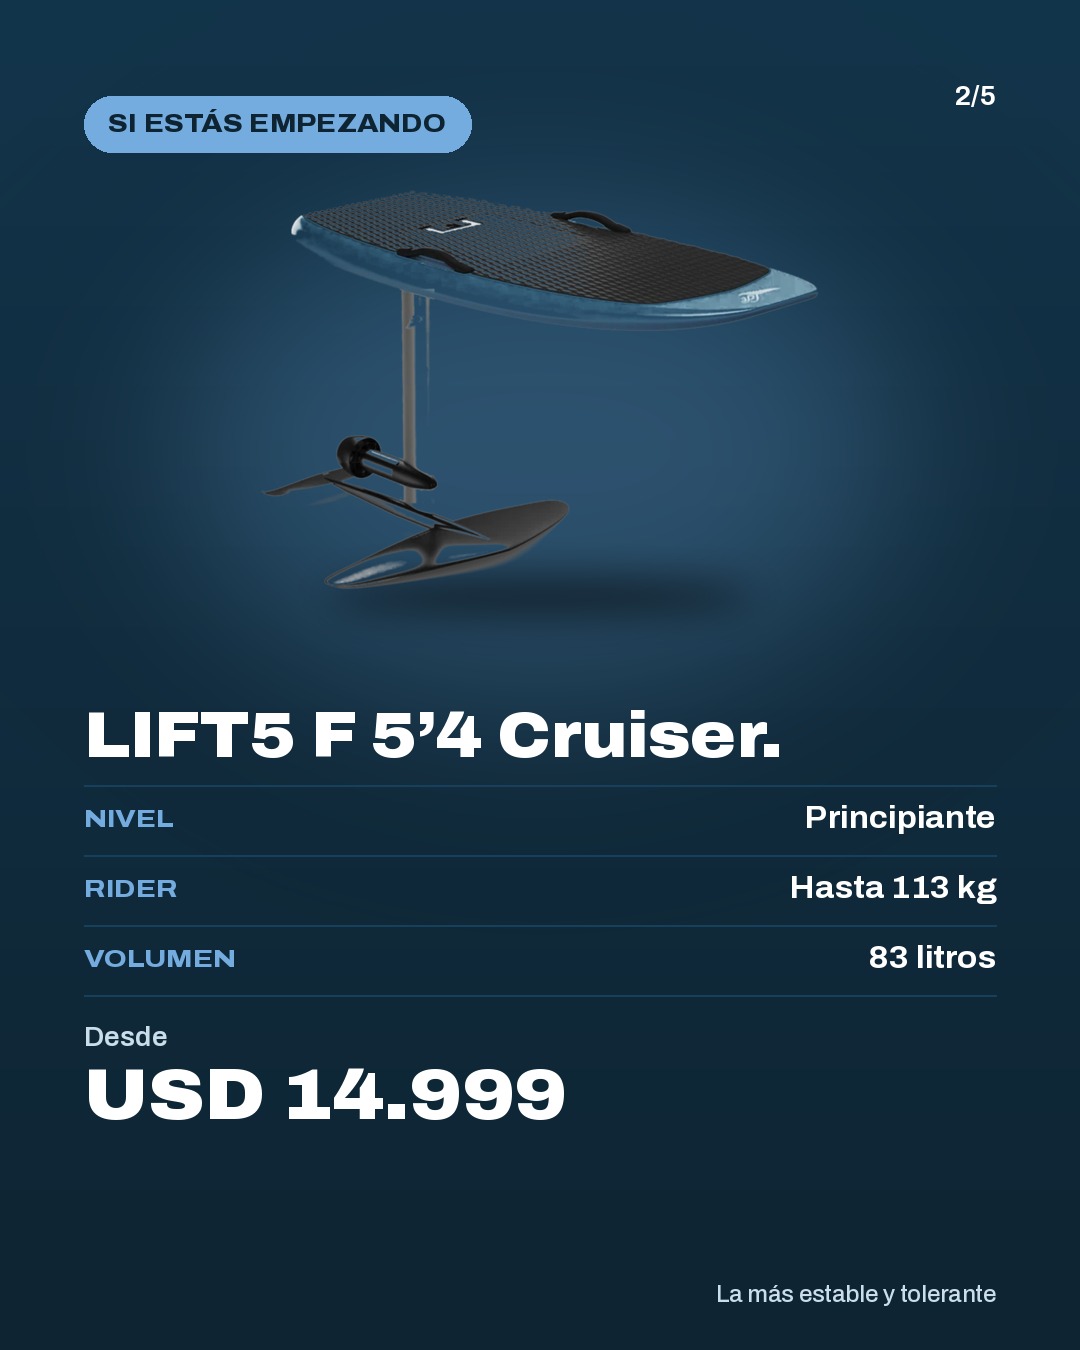 2/5
SI ESTÁS EMPEZANDO
LIFT5 F 5’4 Cruiser.
NIVEL Principiante
RIDER Hasta 113 kg
VOLUMEN 83 litros
Desde
USD 14.999
La más estable y tolerante